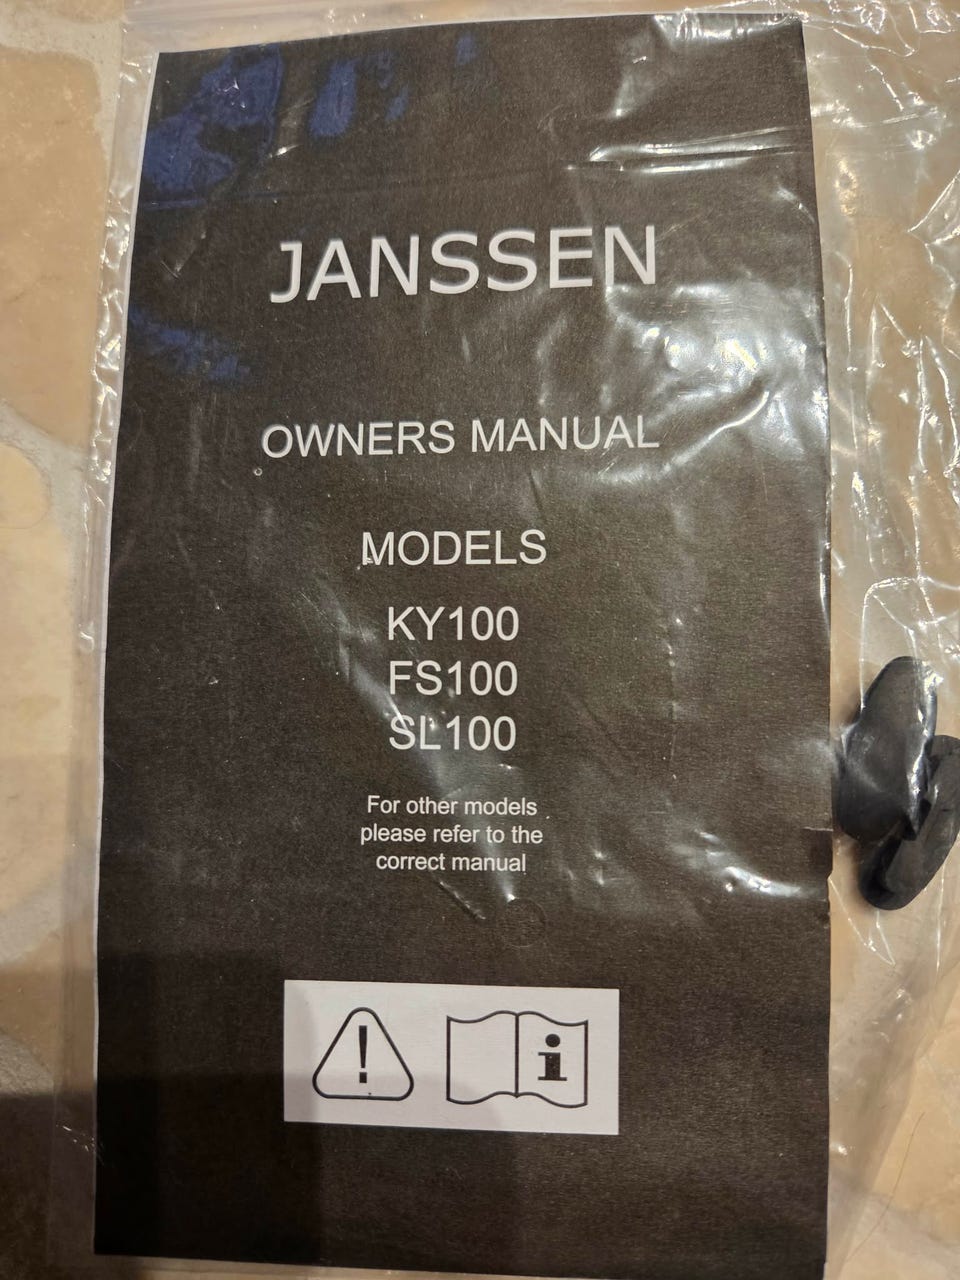 JANSSEN
OWNERS MANUAL
MODELS
KY100
FS100
SL100
For other models
please refer to the
correct manual
!
i